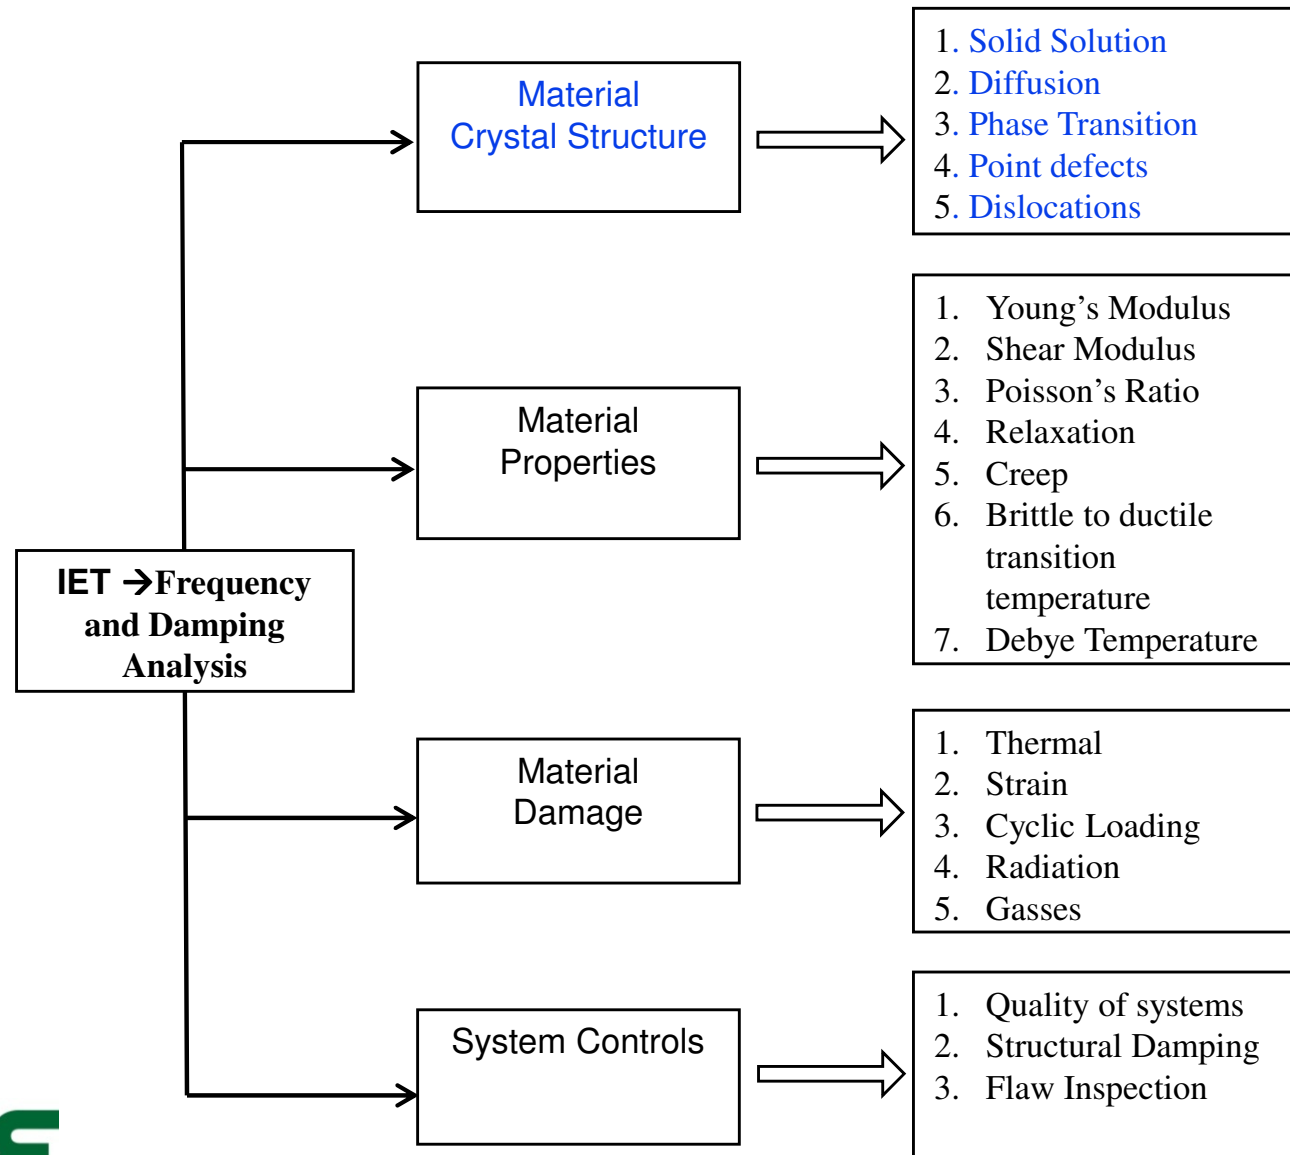 Material
Crystal Structure
1. Solid Solution
2. Diffusion
3. Phase Transition
4. Point defects
5. Dislocations
Material
Properties
1. Young’s Modulus
2. Shear Modulus
3. Poisson’s Ratio
4. Relaxation
5. Creep
6. Brittle to ductile
transition
temperature
7. Debye Temperature
IET →Frequency
and Damping
Analysis
Material
Damage
1. Thermal
2. Strain
3. Cyclic Loading
4. Radiation
5. Gasses
System Controls
1. Quality of systems
2. Structural Damping
3. Flaw Inspection